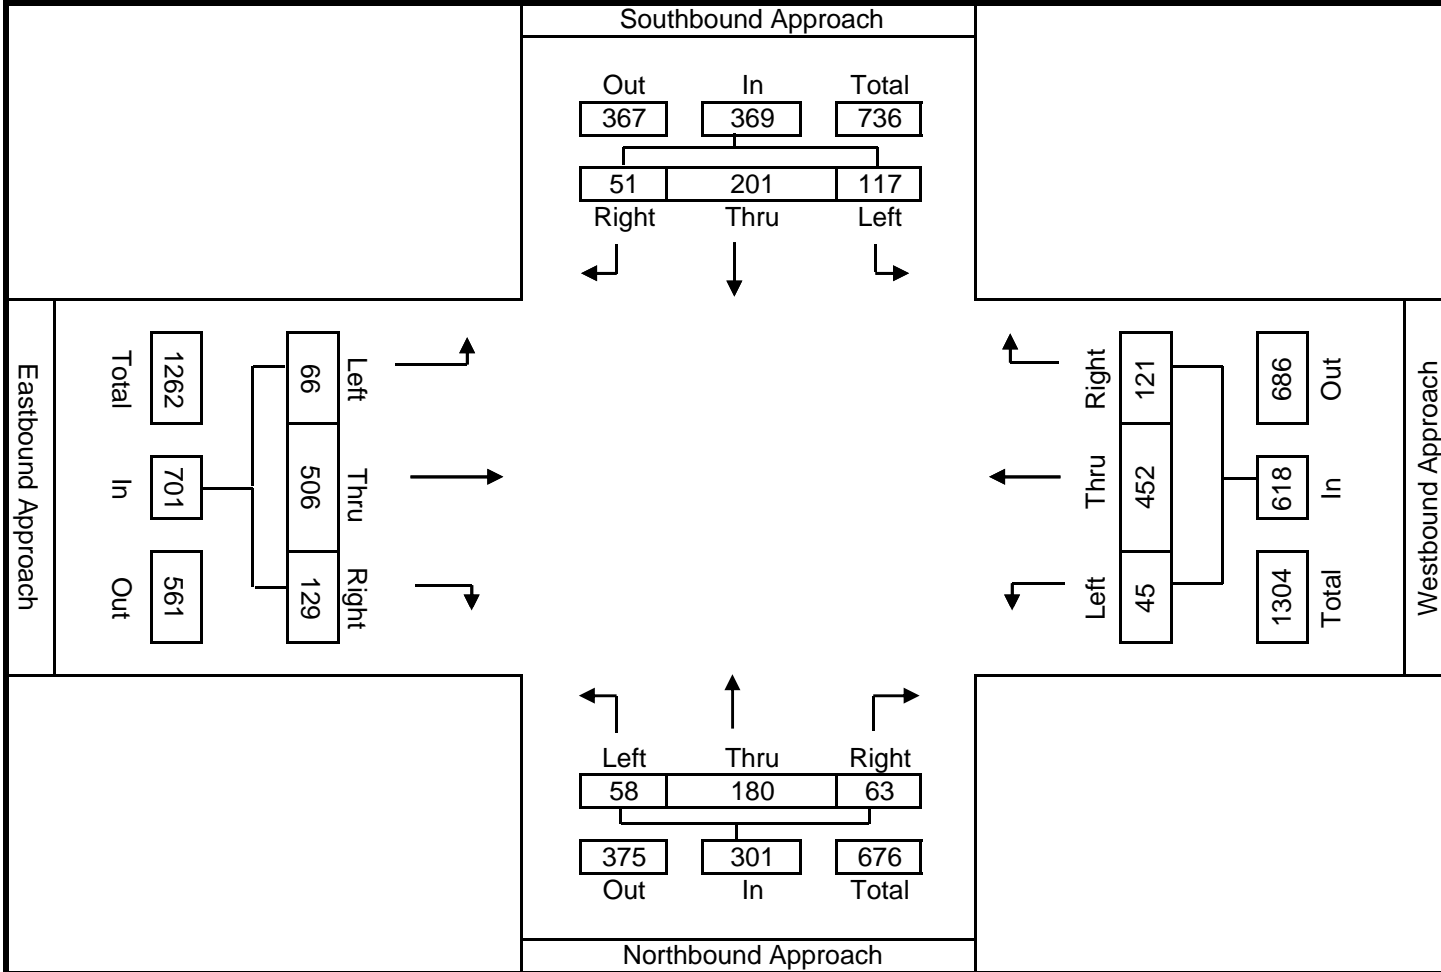 Southbound Approach
Out In Total
367 369 736
51 201 117
Right Thru Left
Eastbound Approach
Total In Out
1262 701 561
66 506 129
Left Thru Right
Right Thru Left
121 452 45
686 618 1304
Out In Total
Westbound Approach
Left Thru Right
58 180 63
375 301 676
Out In Total
Northbound Approach